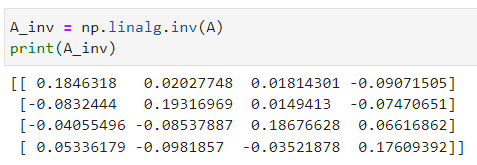 A_inv = np.linalg.inv(A)
print(A_inv)
[[ 0.1846318   0.02027748  0.01814301 -0.09071505]
 [-0.0832444   0.19316969  0.0149413  -0.07470651]
 [-0.04055496 -0.08537887  0.18676628  0.06616862]
 [ 0.05336179 -0.0981857  -0.03521878  0.17609392]]